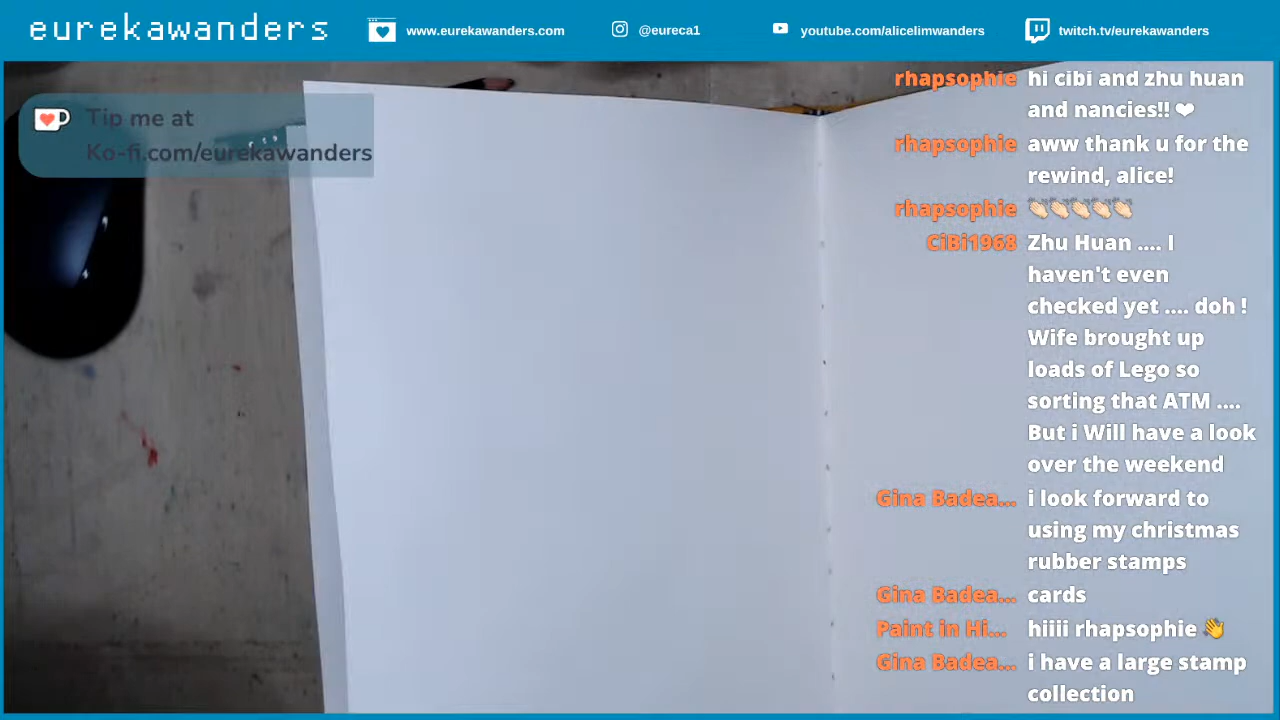 eurekawanders
www.eurekawanders.com
@eureca1
youtube.com/alicelimwanders
twitch.tv/eurekawanders
Tip me at
Ko-fi.com/eurekawanders
rhapsophie hi cibi and zhu huan
and nancies!! ❤
rhapsophie aww thank u for the
rewind, alice!
rhapsophie 👏🏻👏🏻👏🏻👏🏻👏🏻
CiBi1968 Zhu Huan .... I
haven't even
checked yet .... doh !
Wife brought up
loads of Lego so
sorting that ATM ....
But i Will have a look
over the weekend
Gina Badea... i look forward to
using my christmas
rubber stamps
Gina Badea... cards
Paint in Hi... hiiii rhapsophie 👋
Gina Badea... i have a large stamp
collection